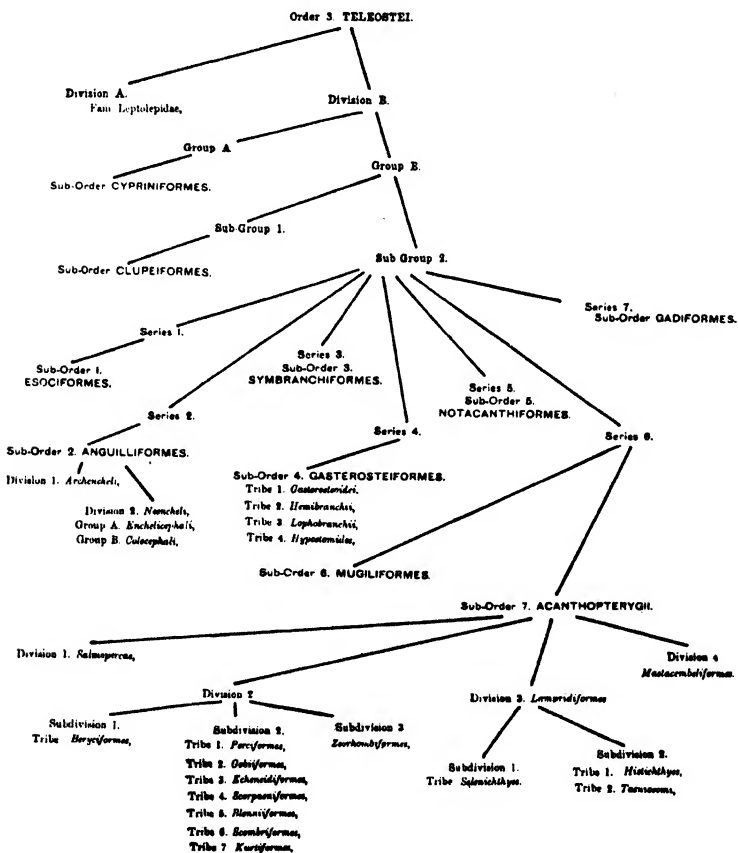 Order 3. TELEOSTEI.
Division A.
Fam Leptolepidae,
Division B.
Group A
Sub-Order CYPRINIFORMES.
Group B.
Sub-Group 1.
Sub-Order CLUPEIFORMES.
Sub Group 2.
Series 7.
Sub-Order GADIFORMES.
Series 1.
Sub-Order 1.
ESOCIFORMES.
Series 3.
Sub-Order 3.
SYMBRANCHIFORMES.
Series 5.
Sub-Order 5.
NOTACANTHIFORMES.
Series 2.
Sub-Order 2. ANGUILLIFORMES.
Division 1. Archencheli,
Division 2. Neencheli,
Group A. Enchelicephali,
Group B. Colocephali,
Series 4.
Sub-Order 4. GASTEROSTEIFORMES.
Tribe 1. Gasterosteidei.
Tribe 2. Hemibranchii,
Tribe 3 Lophobranchii,
Tribe 4. Hypostomides,
Series 6.
Sub-Order 6. MUGILIFORMES.
Sub-Order 7. ACANTHOPTERYGII.
Division 1. Salmopercae,
Division 2
Subdivision 1.
Tribe Beryciformes,
Subdivision 2.
Tribe 1. Perciformes,
Tribe 2. Gobiiformes,
Tribe 3. Echeneidiformes,
Tribe 4. Scorpaeniformes,
Tribe 5. Blenniiformes,
Tribe 6. Scombriformes,
Tribe 7 Kurtiformes,
Subdivision 3
Zeorhombiformes,
Division 3. Lampridiformes
Subdivision 1.
Tribe Selenichthyes.
Subdivision 2.
Tribe 1. Histichthyes,
Tribe 2. Taeniosomi,
Division 4
Mastacembeliformes.